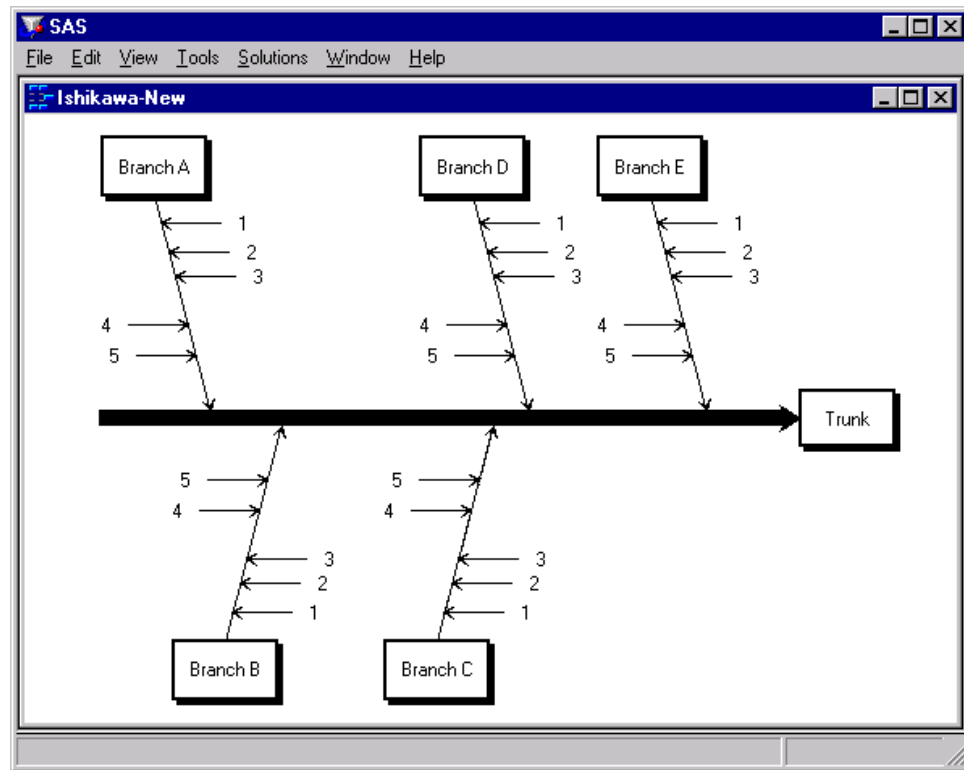 SAS
File Edit View Tools Solutions Window Help
Ishikawa-New
Branch A Branch D Branch E
1 1 1
2 2 2
3 3 3
4 4 4
5 5 5
Trunk
5 5
4 4
3 3
2 2
1 1
Branch B Branch C